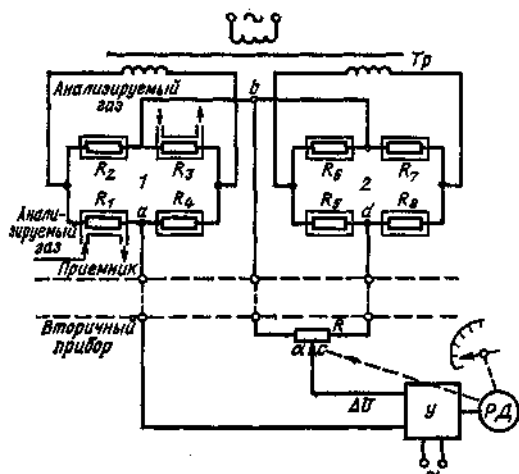 Тр
Анализируемый
газ
b
R2
R3
R6
R7
1
2
R1
a
R4
R5
d
R8
Анали-
зируемый
газ
Приемник
Вторичный
прибор
R
c
ΔU
У
РД
~